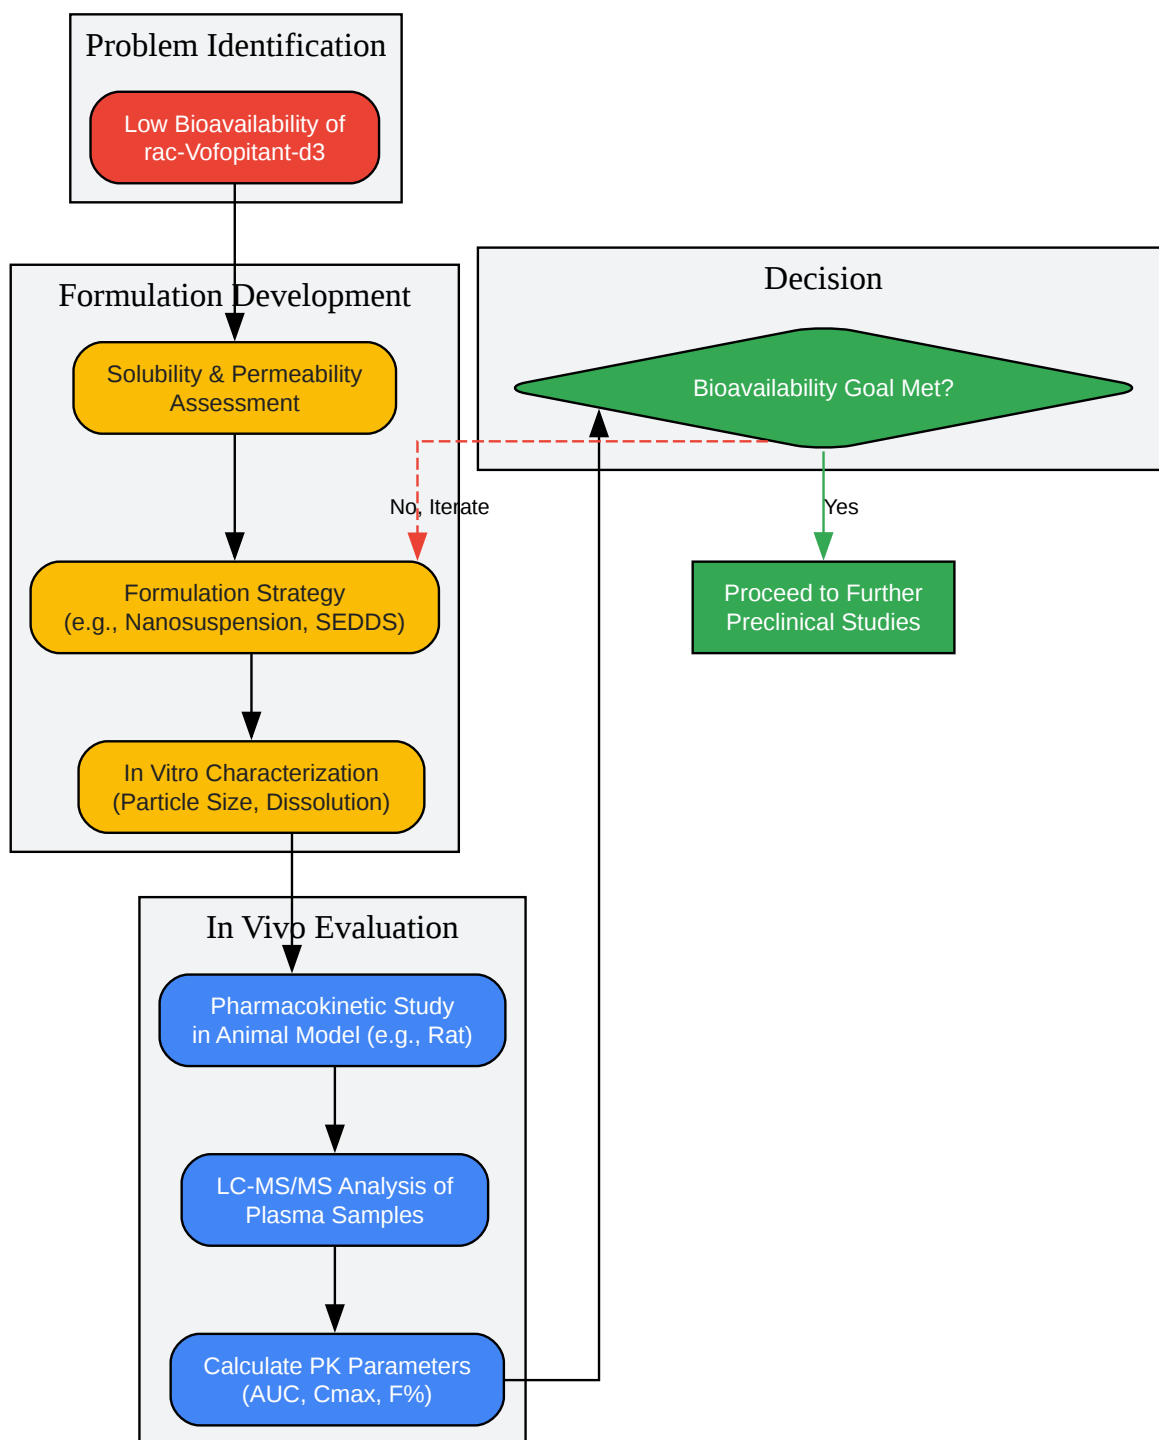 Problem Identification
Low Bioavailability of
rac-Vofopitant-d3
Formulation Development
Solubility & Permeability
Assessment
Formulation Strategy
(e.g., Nanosuspension, SEDDS)
In Vitro Characterization
(Particle Size, Dissolution)
In Vivo Evaluation
Pharmacokinetic Study
in Animal Model (e.g., Rat)
LC-MS/MS Analysis of
Plasma Samples
Calculate PK Parameters
(AUC, Cmax, F%)
Decision
Bioavailability Goal Met?
No, Iterate
Yes
Proceed to Further
Preclinical Studies